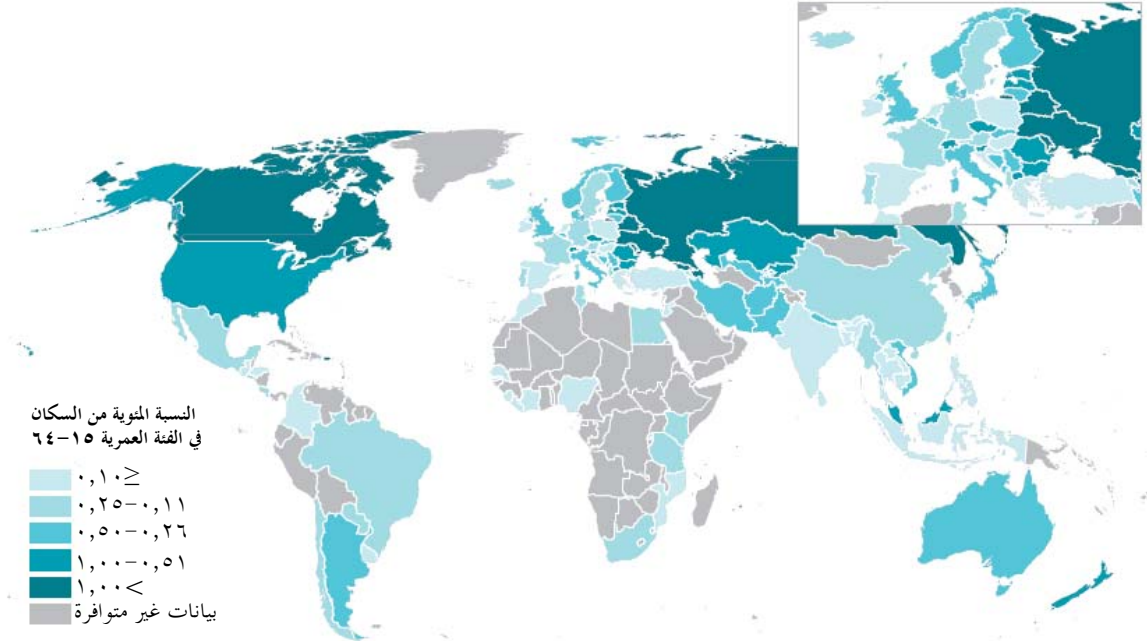 النسبة المئوية من السكان
في الفئة العمرية ١٥-٦٤
≥٠,١٠
٠,١١-٠,٢٥
٠,٢٦-٠,٥٠
٠,٥١-١,٠٠
>١,٠٠
بيانات غير متوافرة